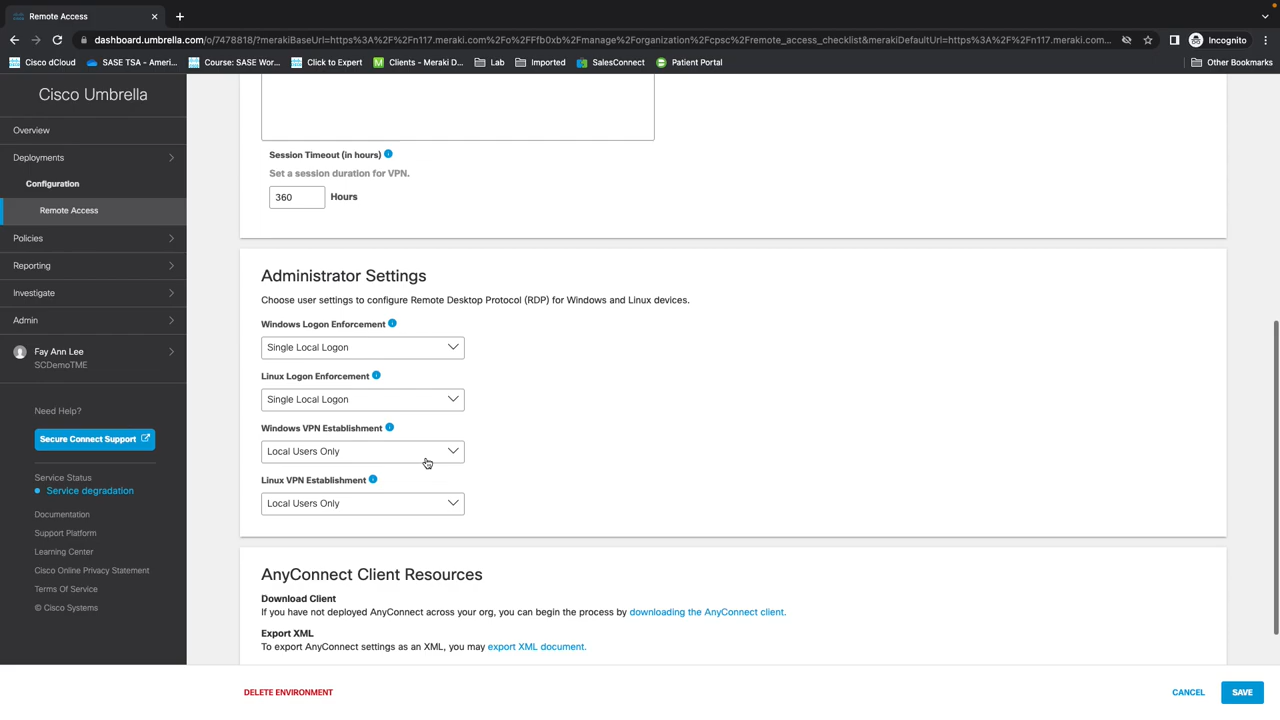 Remote Access
dashboard.umbrella.com/o/7478818/?merakiBaseUrl=https%3A%2F%2Fn117.meraki.com%2Fo%2Ffb0xb%2Fmanage%2Forganization%2Fcpsc%2Fremote_access_checklist&merakiDefaultUrl=https%3A%2F%2Fn117.meraki.com...
Incognito
Cisco dCloud
SASE TSA - Ameri...
Course: SASE Wor...
Click to Expert
Clients - Meraki D...
Lab
Imported
SalesConnect
Patient Portal
Other Bookmarks
Cisco Umbrella
Overview
Deployments
Configuration
Remote Access
Policies
Reporting
Investigate
Admin
Fay Ann Lee
SCDemoTME
Need Help?
Secure Connect Support
Service Status
Service degradation
Documentation
Support Platform
Learning Center
Cisco Online Privacy Statement
Terms Of Service
© Cisco Systems
Session Timeout (in hours)
Set a session duration for VPN.
360 Hours
Administrator Settings
Choose user settings to configure Remote Desktop Protocol (RDP) for Windows and Linux devices.
Windows Logon Enforcement
Single Local Logon
Linux Logon Enforcement
Single Local Logon
Windows VPN Establishment
Local Users Only
Linux VPN Establishment
Local Users Only
AnyConnect Client Resources
Download Client
If you have not deployed AnyConnect across your org, you can begin the process by downloading the AnyConnect client.
Export XML
To export AnyConnect settings as an XML, you may export XML document.
DELETE ENVIRONMENT
CANCEL
SAVE